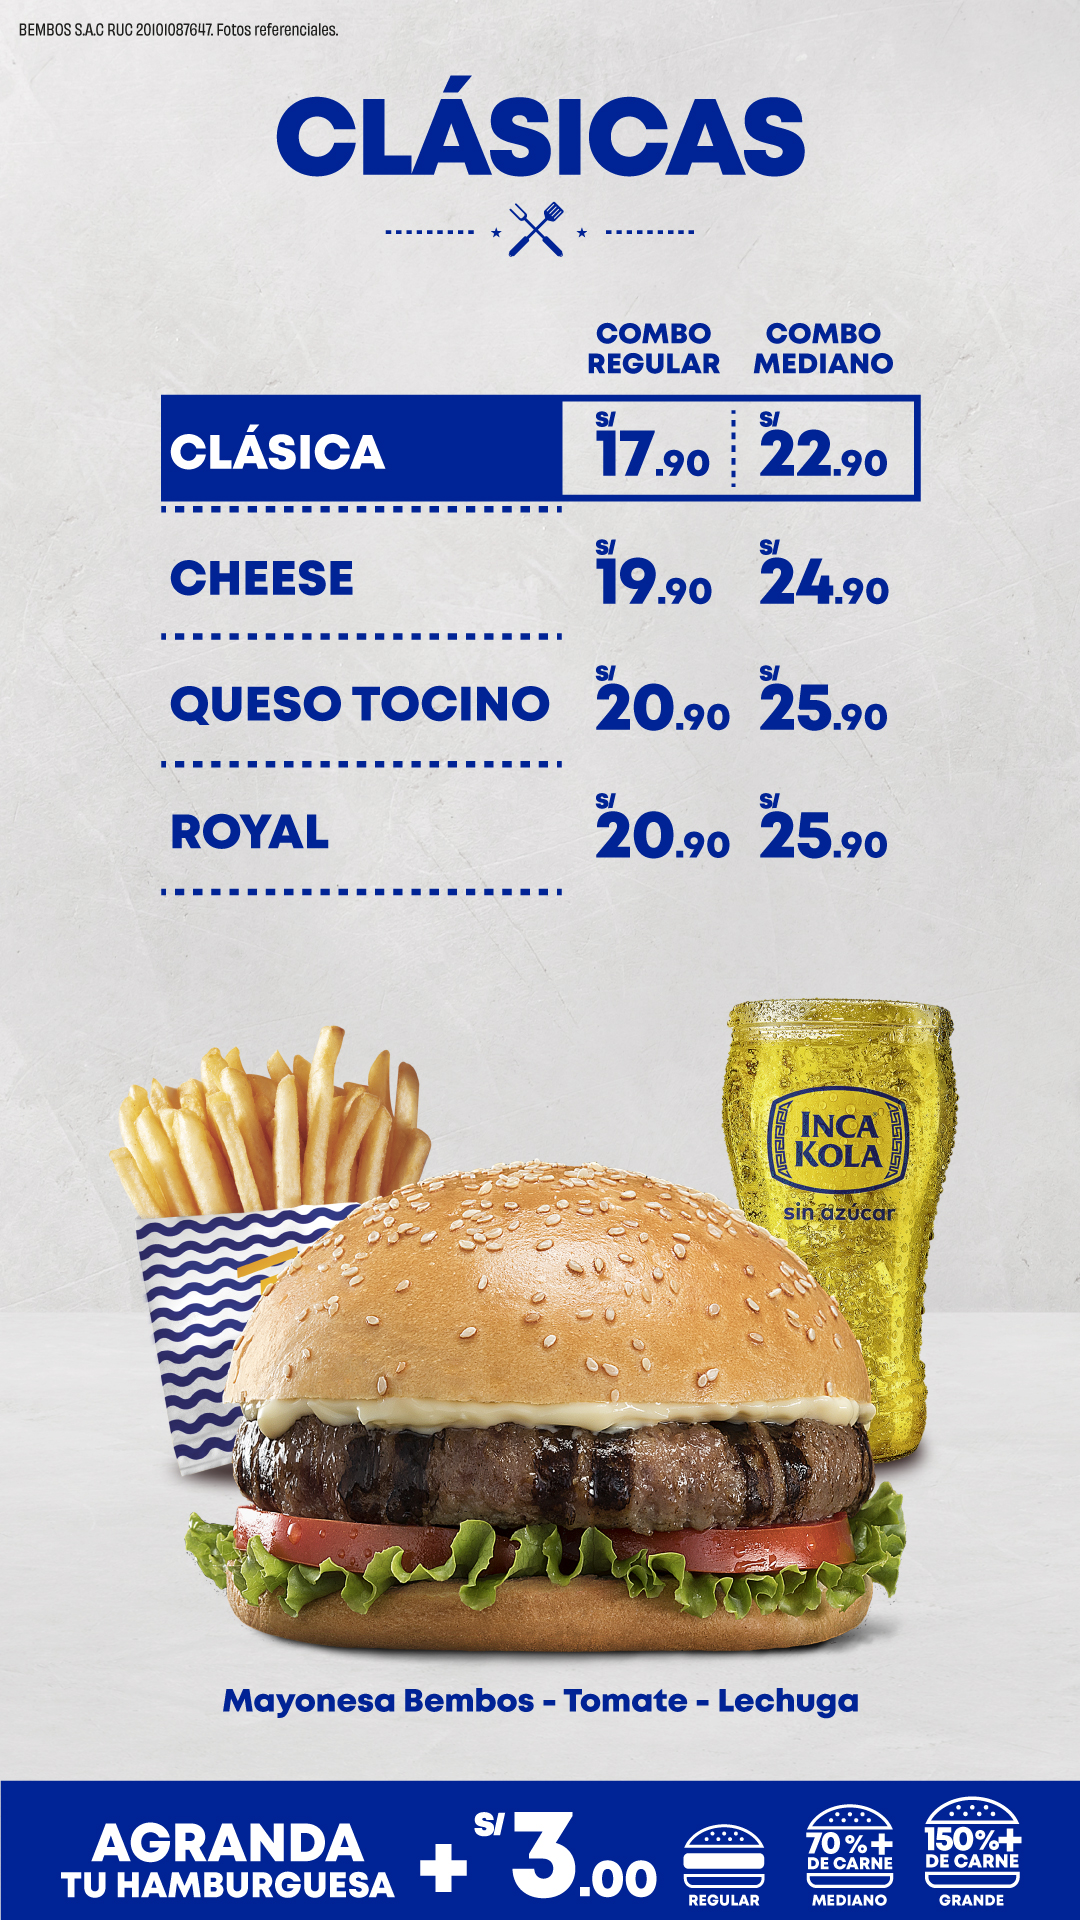 BEMBOS S.A.C RUC 20101087647. Fotos referenciales.
CLÁSICAS
COMBO REGULAR
COMBO MEDIANO
CLÁSICA S/ 17.90 S/ 22.90
CHEESE S/ 19.90 S/ 24.90
QUESO TOCINO S/ 20.90 S/ 25.90
ROYAL S/ 20.90 S/ 25.90
INCA
KOLA
sin azúcar
Mayonesa Bembos - Tomate - Lechuga
AGRANDA
TU HAMBURGUESA
+ S/ 3.00
REGULAR
70%+
DE CARNE
MEDIANO
150%+
DE CARNE
GRANDE